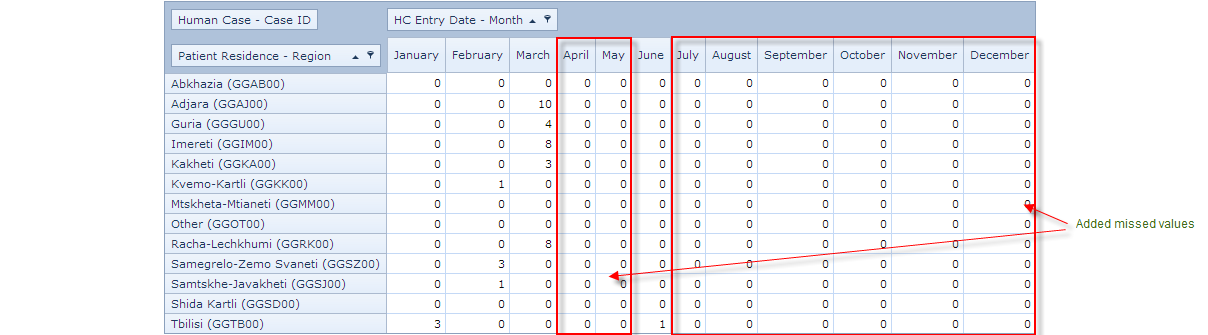 Human Case - Case ID HC Entry Date - Month
Patient Residence - Region January February March April May June July August September October November December
Abkhazia (GGAB00) 0 0 0 0 0 0 0 0 0 0 0 0
Adjara (GGAJ00) 0 0 10 0 0 0 0 0 0 0 0 0
Guria (GGGU00) 0 0 4 0 0 0 0 0 0 0 0 0
Imereti (GGIM00) 0 0 8 0 0 0 0 0 0 0 0 0
Kakheti (GGKA00) 0 0 3 0 0 0 0 0 0 0 0 0
Kvemo-Kartli (GGKK00) 0 1 0 0 0 0 0 0 0 0 0 0
Mtskheta-Mtianeti (GGMM00) 0 0 0 0 0 0 0 0 0 0 0 0
Other (GGOT00) 0 0 0 0 0 0 0 0 0 0 0 0
Added missed values
Racha-Lechkhumi (GGRK00) 0 0 8 0 0 0 0 0 0 0 0 0
Samegrelo-Zemo Svaneti (GGSZ00) 0 3 0 0 0 0 0 0 0 0 0 0
Samtskhe-Javakheti (GGSJ00) 0 1 0 0 0 0 0 0 0 0 0 0
Shida Kartli (GGSD00) 0 0 0 0 0 0 0 0 0 0 0 0
Tbilisi (GGTB00) 3 0 0 0 0 1 0 0 0 0 0 0